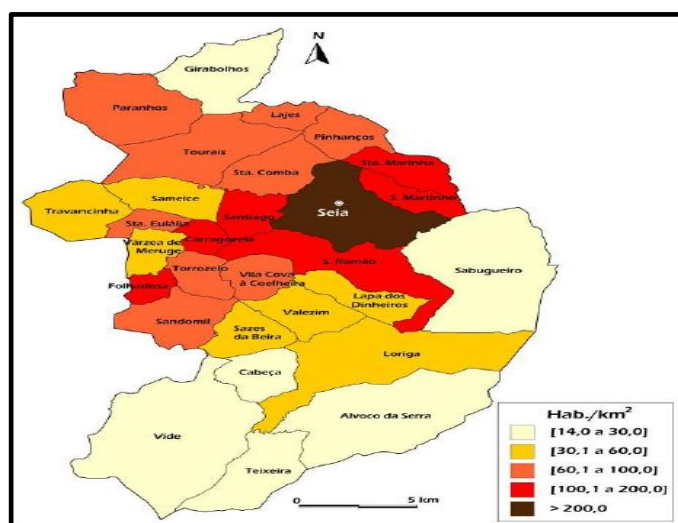 N
Girabolhos
Paranhos
Lajes
Pinhanços
Tourais
Sta. Marinha
Sta. Comba
S. Martinho
Sameice
Travancinha
Santiago
Seia
Sta. Eulália
Carragozela
Várzea de
Meruge
S. Romão
Sabugueiro
Torrozelo
Vila Cova
à Coelheira
Folhadosa
Lapa dos
Dinheiros
Valezim
Sandomil
Sazes
da Beira
Loriga
Cabeça
Alvoco da Serra
Vide
Teixeira
0 5 km
Hab./km²
[14,0 a 30,0]
[30,1 a 60,0]
[60,1 a 100,0]
[100,1 a 200,0]
> 200,0